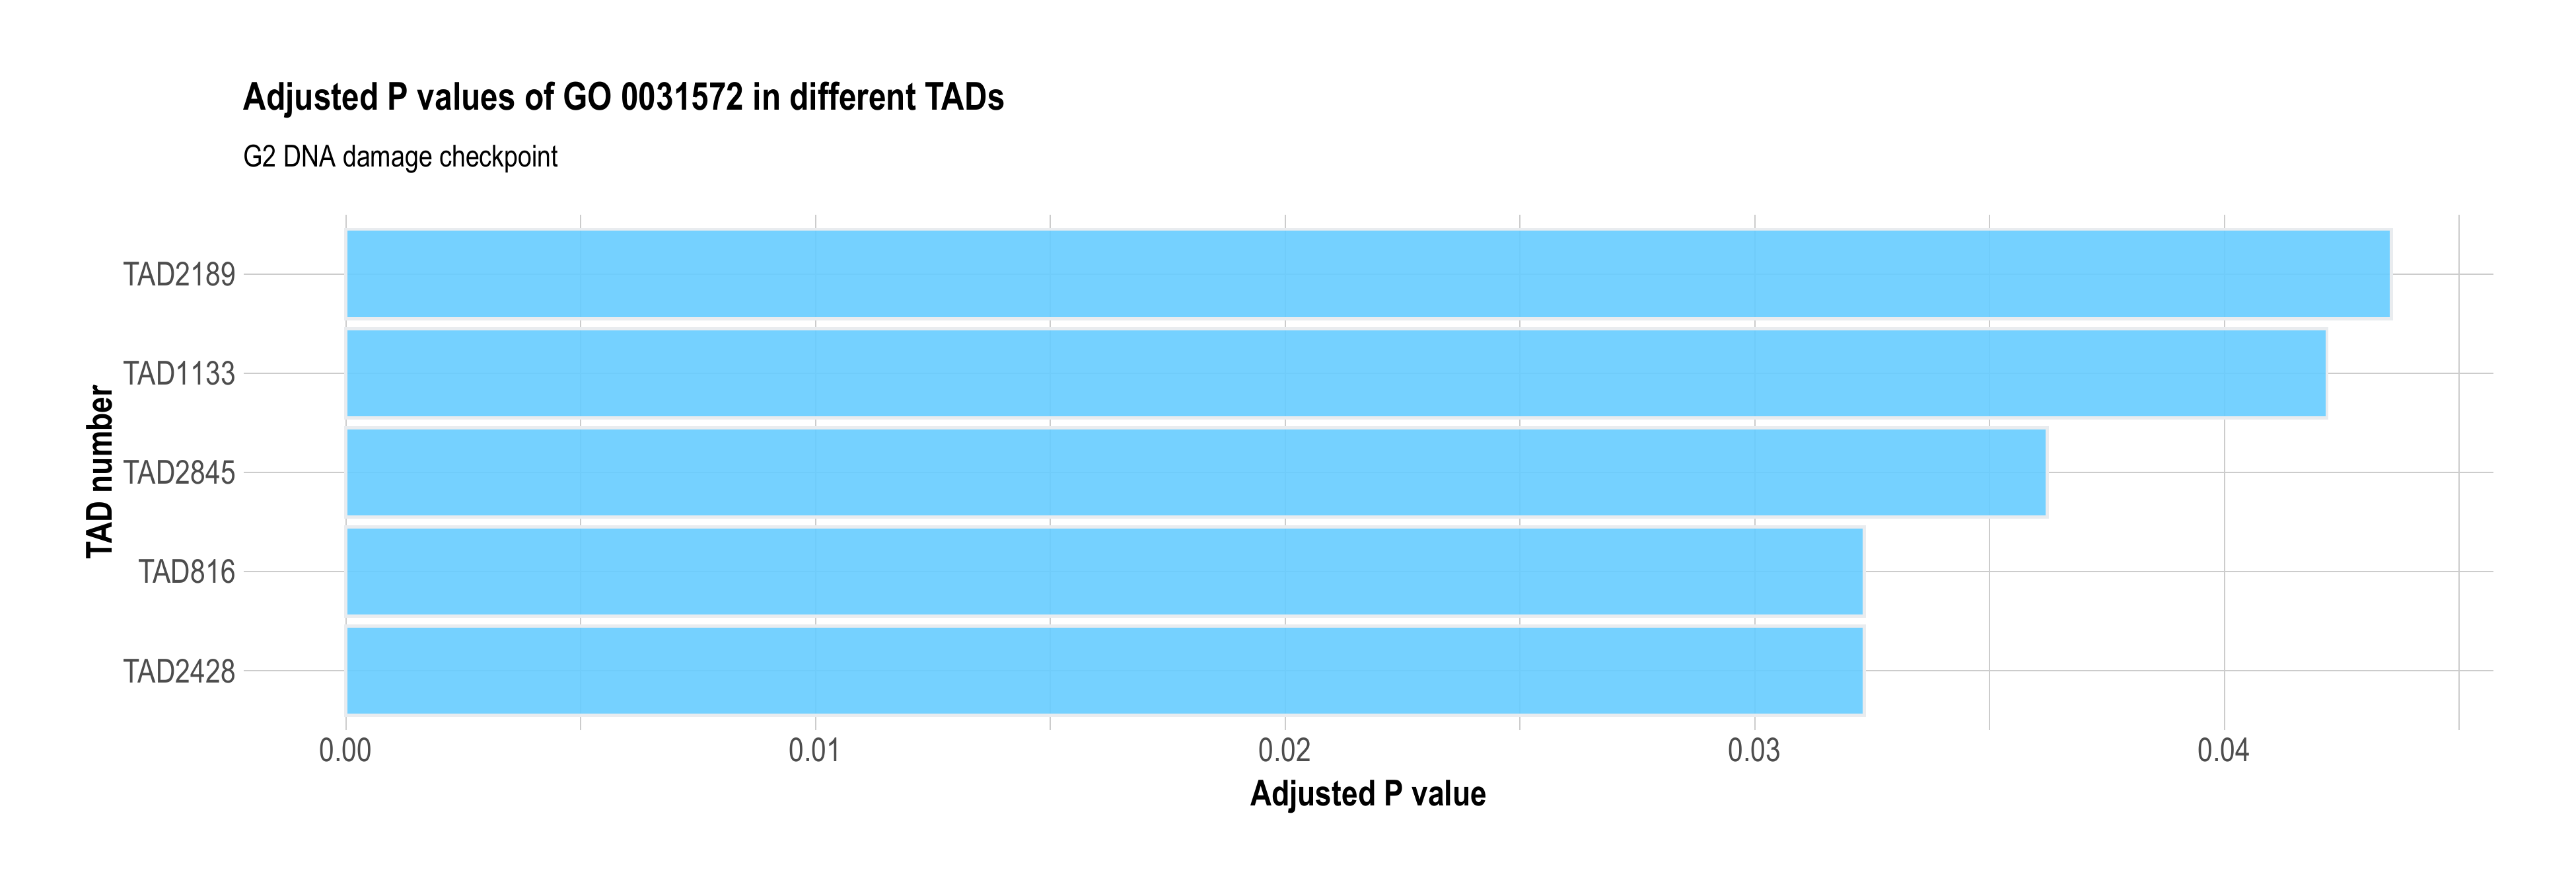 Adjusted P values of GO 0031572 in different TADs
G2 DNA damage checkpoint
TAD number
TAD2189
TAD1133
TAD2845
TAD816
TAD2428
0.00 0.01 0.02 0.03 0.04
Adjusted P value